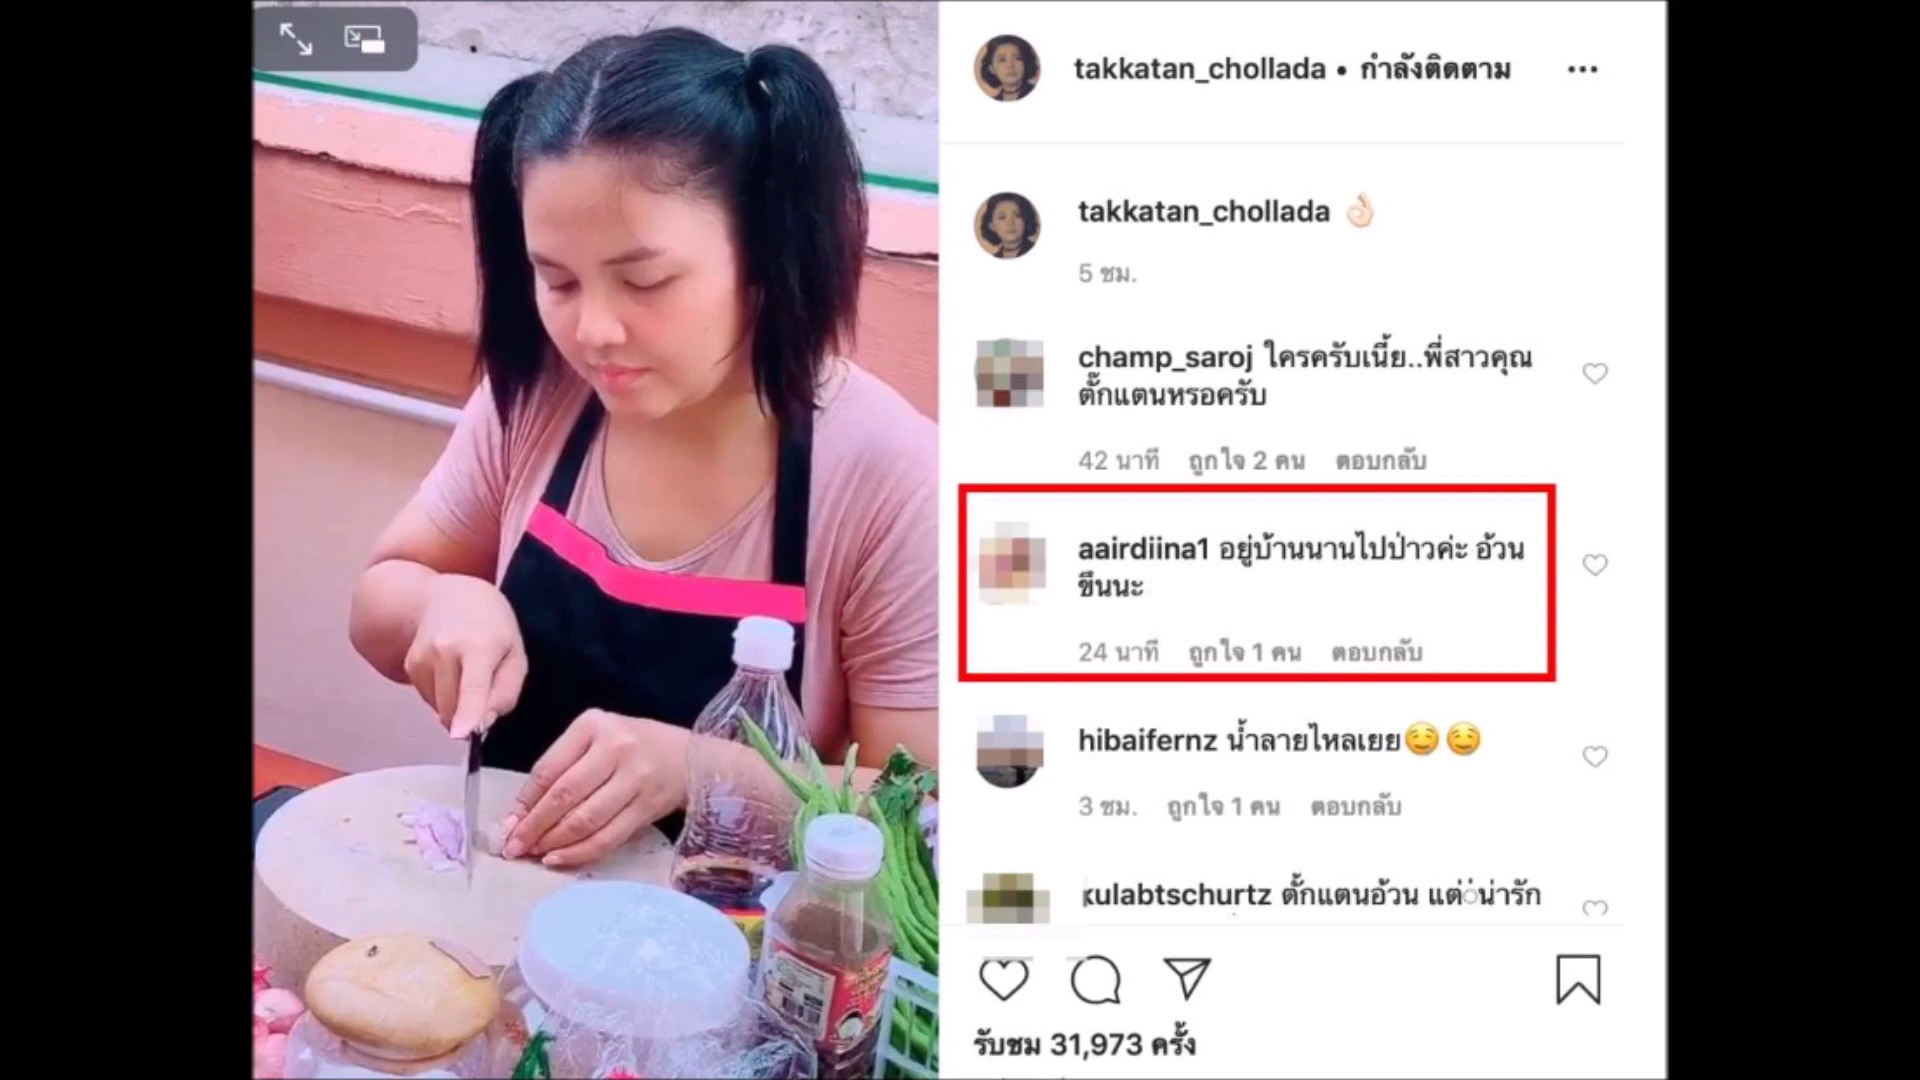 takkatan_chollada • กำลังติดตาม
takkatan_chollada 👌🏻
5 ชม.
champ_saroj ใครครับเนี้ย..พี่สาวคุณ
ตั๊กแตนหรอครับ
42 นาที ถูกใจ 2 คน ตอบกลับ
aairdiina1 อยู่บ้านนานไปป่าวค่ะ อ้วน
ขึนนะ
24 นาที ถูกใจ 1 คน ตอบกลับ
hibaifernz น้ำลายไหลเยย🤤🤤
3 ชม. ถูกใจ 1 คน ตอบกลับ
kulabtschurtz ตั้กแตนอ้วน แต่่น่ารัก
รับชม 31,973 ครั้ง